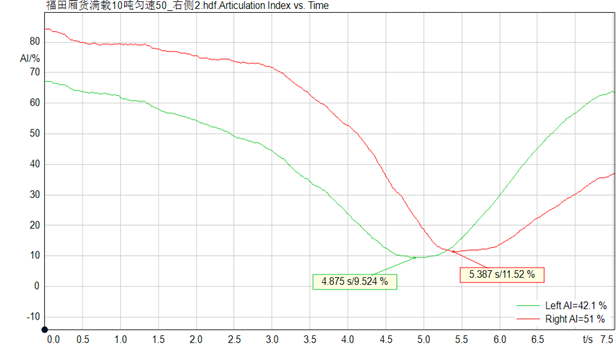 福田厢货满载10吨匀速50_右侧2.hdf.Articulation Index vs. Time
80
AI/%
70
60
50
40
30
20
10
0
-10
4.875 s/9.524 %
5.387 s/11.52 %
Left AI=42.1 %
Right AI=51 %
0.0 0.5 1.0 1.5 2.0 2.5 3.0 3.5 4.0 4.5 5.0 5.5 6.0 6.5 t/s 7.5